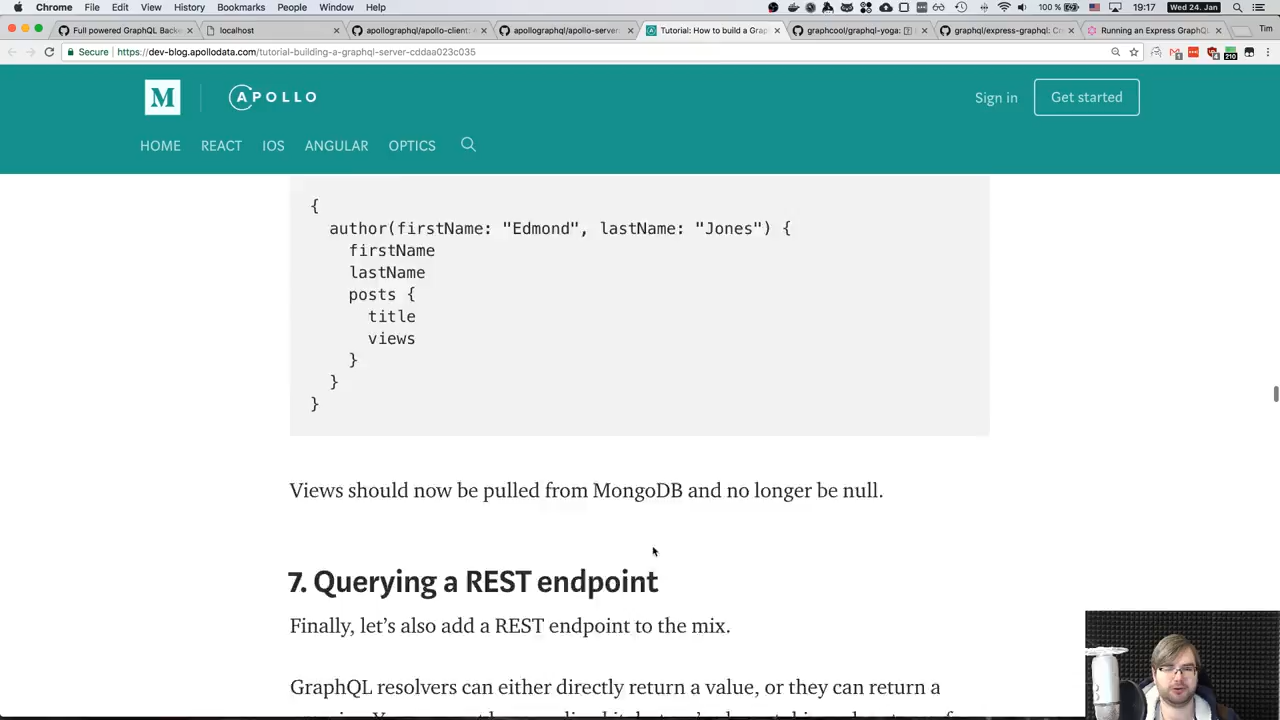 Chrome File Edit View History Bookmarks People Window Help 100 % Wed 24. Jan 19:17
Full powered GraphQL Backe localhost apollographql/apollo-client: apollographql/apollo-server: Tutorial: How to build a Grap graphcool/graphql-yoga: graphql/express-graphql: Cre Running an Express GraphQL Tim
Secure https://dev-blog.apollodata.com/tutorial-building-a-graphql-server-cddaa023c035
M APOLLO Sign in Get started
HOME REACT IOS ANGULAR OPTICS
{
author(firstName: "Edmond", lastName: "Jones") {
firstName
lastName
posts {
title
views
}
}
}
Views should now be pulled from MongoDB and no longer be null.
7. Querying a REST endpoint
Finally, let’s also add a REST endpoint to the mix.
GraphQL resolvers can either directly return a value, or they can return a